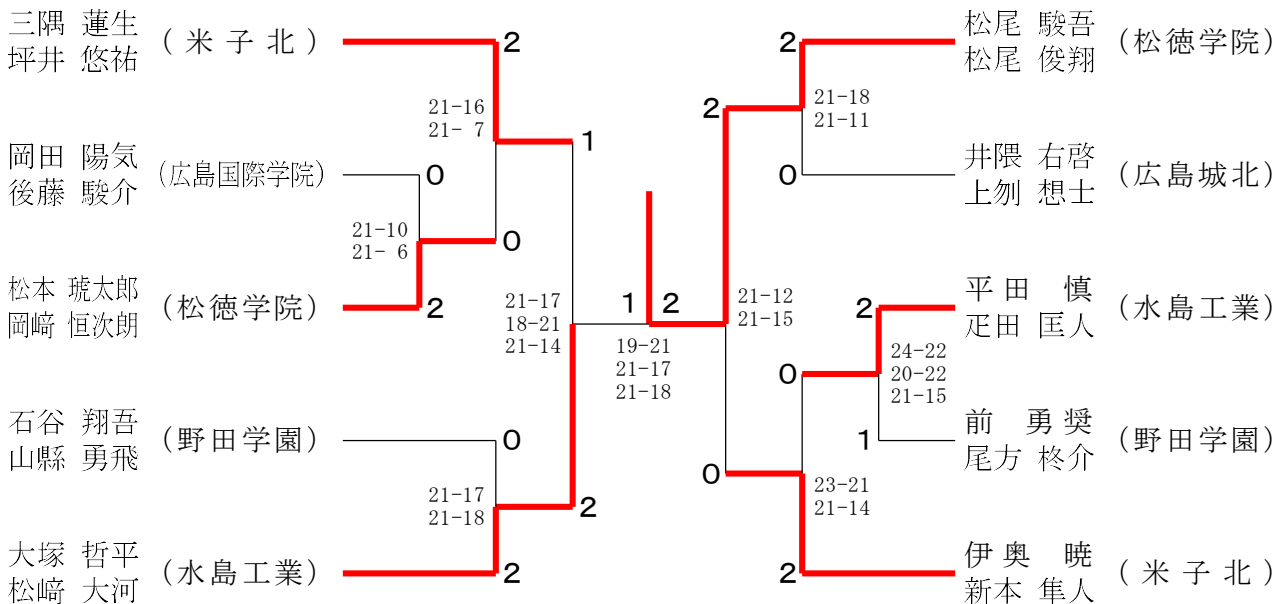 三隅 蓮生
坪井 悠祐
(米子北)
2
21-16
21- 7
1
岡田 陽気
後藤 駿介
(広島国際学院)
0
21-10
21- 6
0
松本 琥太郎
岡﨑 恒次朗
(松徳学院)
2
21-17
18-21
21-14
石谷 翔吾
山縣 勇飛
(野田学園)
0
21-17
21-18
2
大塚 哲平
松﨑 大河
(水島工業)
2
1 2
19-21
21-17
21-18
2
松尾 駿吾
松尾 俊翔
(松徳学院)
2
21-18
21-11
0
井隈 右啓
上刎 想士
(広島城北)
21-12
21-15
2
平田 慎
疋田 匡人
(水島工業)
0
24-22
20-22
21-15
1
前 勇奨
尾方 柊介
(野田学園)
0
23-21
21-14
2
伊奥 暁
新本 隼人
(米子北)